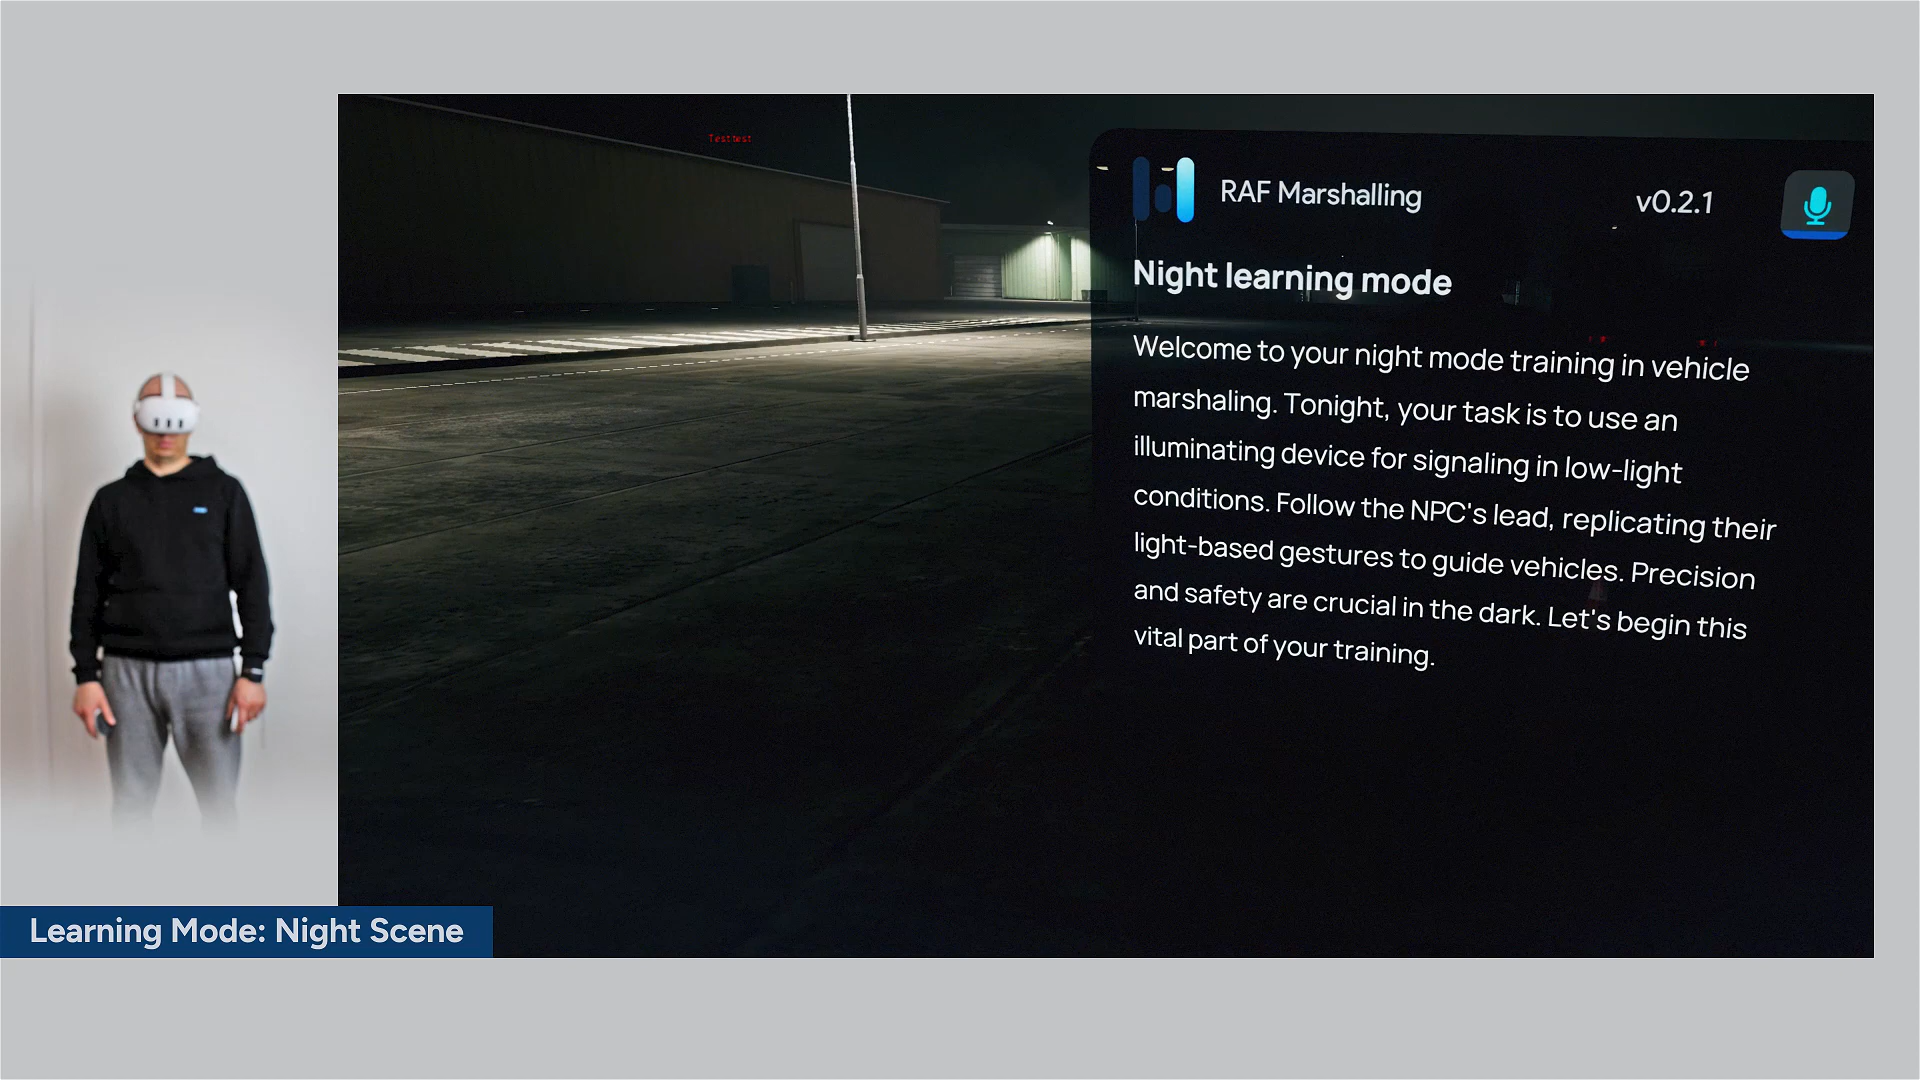 Test test
RAF Marshalling
v0.2.1
Night learning mode
Welcome to your night mode training in vehicle
marshaling. Tonight, your task is to use an
illuminating device for signaling in low-light
conditions. Follow the NPC's lead, replicating their
light-based gestures to guide vehicles. Precision
and safety are crucial in the dark. Let's begin this
vital part of your training.
Learning Mode: Night Scene